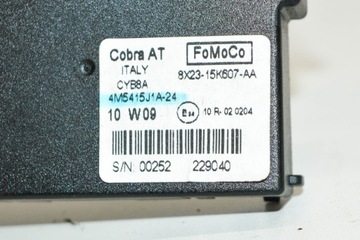 Cobra AT FoMoCo
ITALY 8X23-15K607-AA
CYB8A
4M5415J1A-24
10 W09 E24 10 R- 02 0204
S/N: 00252 229040